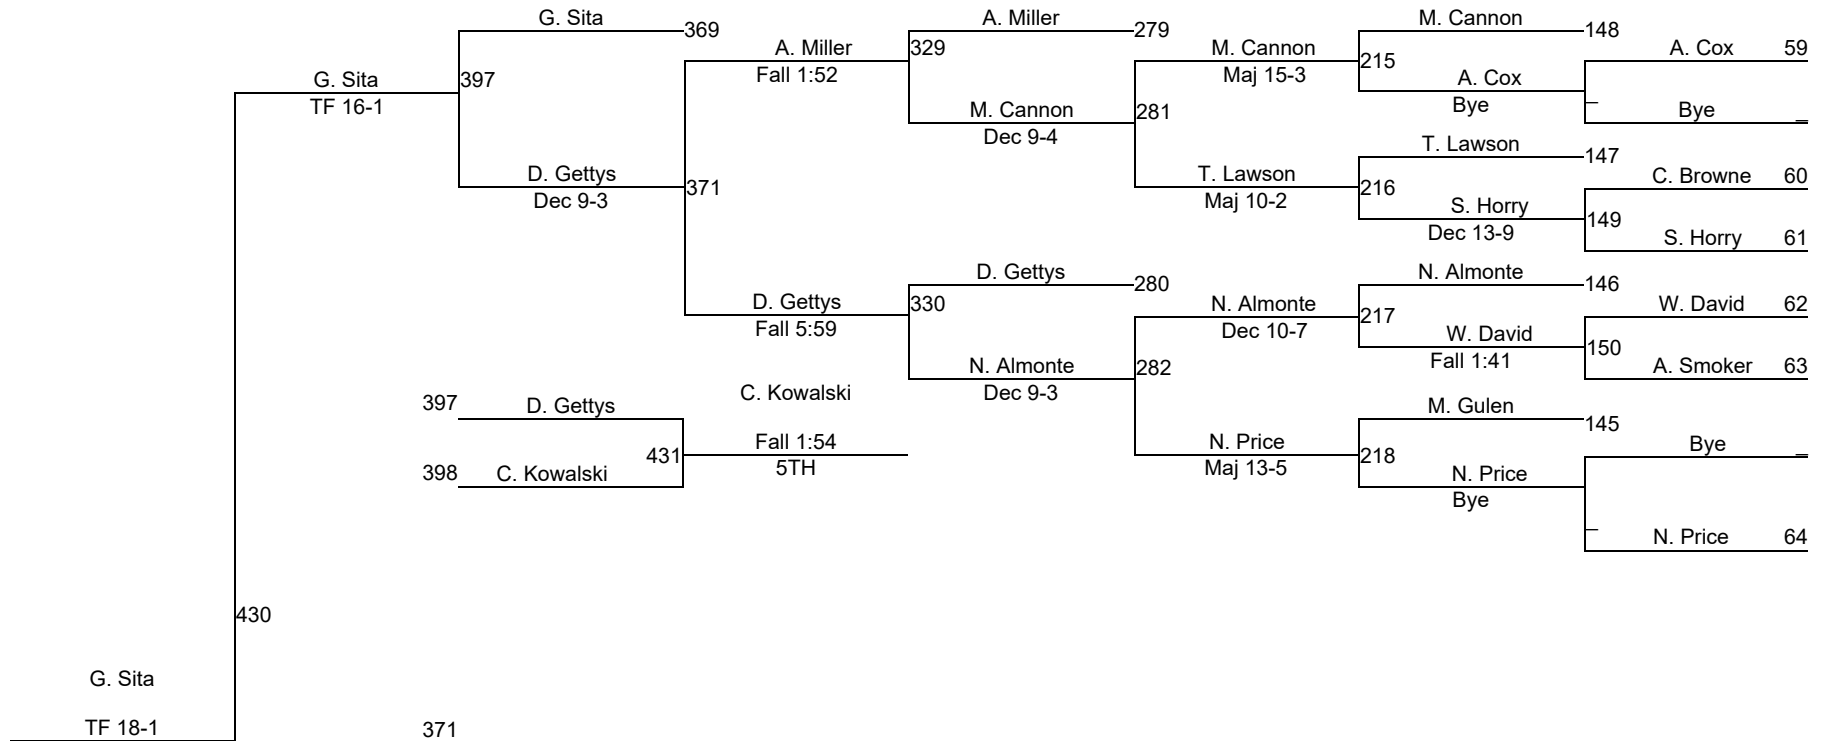 G. Sita
A. Miller
M. Cannon
369
279
148
A. Miller
329
M. Cannon
A. Cox 59
Fall 1:52
Maj 15-3
215
G. Sita
397
A. Cox
TF 16-1
Bye
_
M. Cannon
281
Bye _
Dec 9-4
T. Lawson
147
D. Gettys
371
T. Lawson
216
C. Browne 60
Dec 9-3
Maj 10-2
S. Horry
149
Dec 13-9
S. Horry 61
D. Gettys
280
N. Almonte
146
D. Gettys
330
N. Almonte
217
W. David 62
Fall 5:59
Dec 10-7
W. David
150
Fall 1:41
N. Almonte
282
A. Smoker 63
C. Kowalski
Dec 9-3
397 D. Gettys
M. Gulen
145
Fall 1:54
431
5TH
N. Price
218
Bye _
Maj 13-5
398 C. Kowalski
N. Price
Bye
_
N. Price 64
430
G. Sita
TF 18-1
371